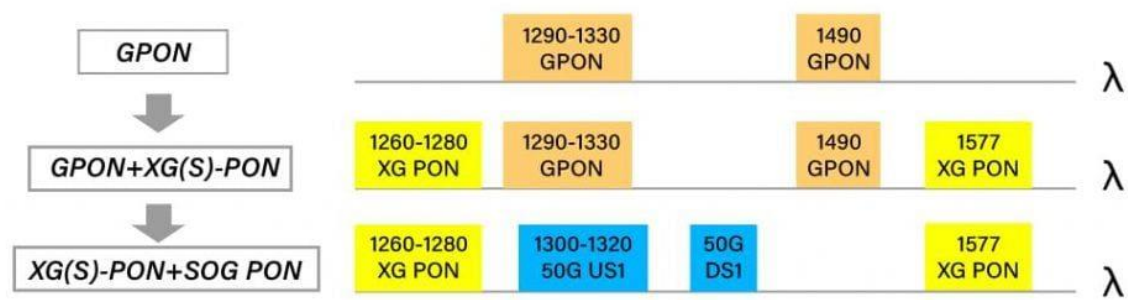 GPON
1290-1330
GPON
1490
GPON
λ
GPON+XG(S)-PON
1260-1280
XG PON
1290-1330
GPON
1490
GPON
1577
XG PON
λ
XG(S)-PON+SOG PON
1260-1280
XG PON
1300-1320
50G US1
50G
DS1
1577
XG PON
λ